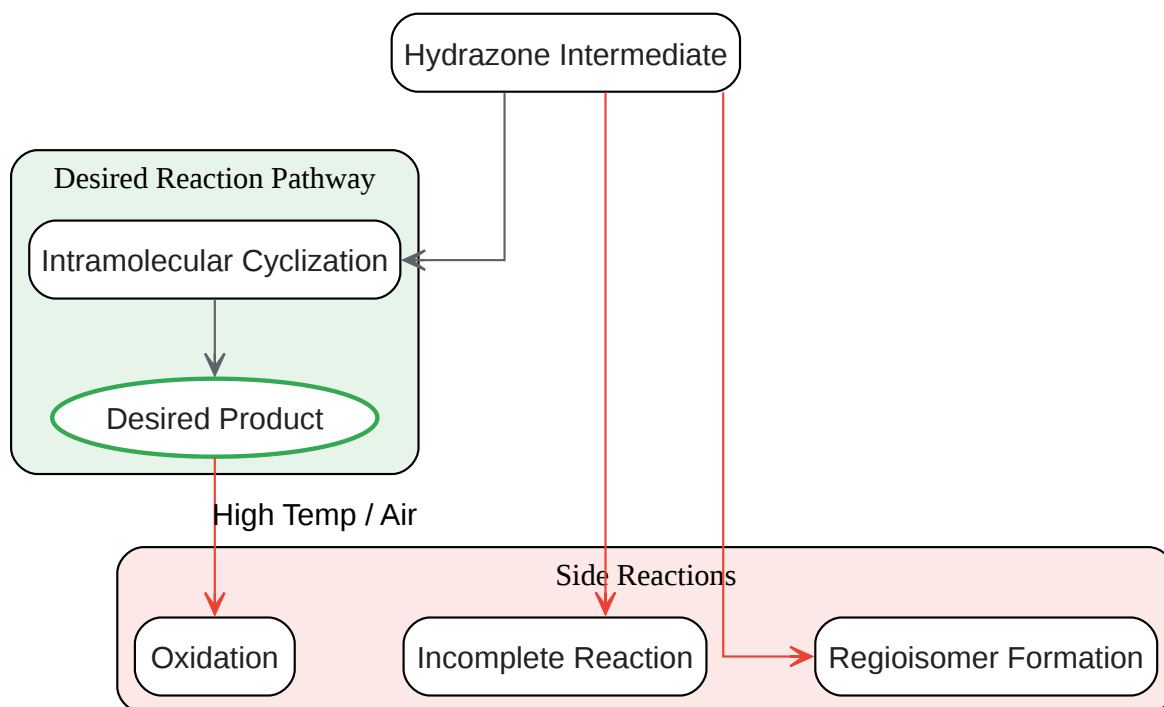 Hydrazone Intermediate
Desired Reaction Pathway
Intramolecular Cyclization
Desired Product
High Temp / Air
Side Reactions
Oxidation
Incomplete Reaction
Regioisomer Formation